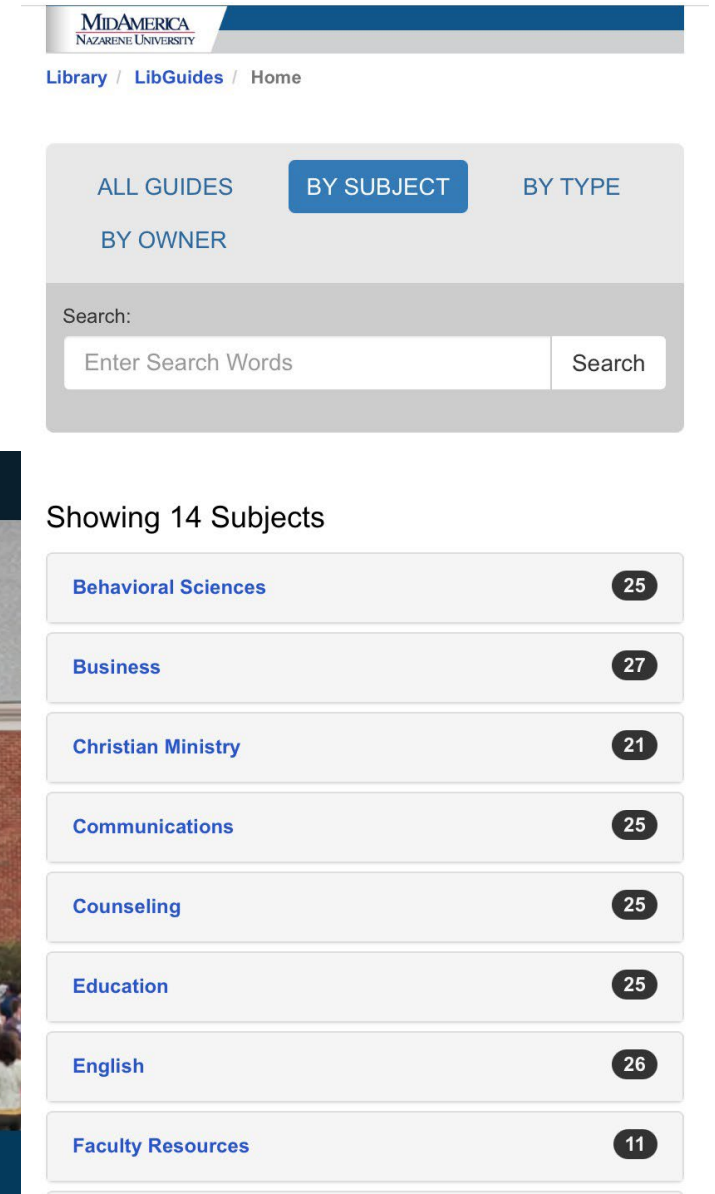 MIDAMERICA
NAZARENE UNIVERSITY
Library / LibGuides / Home
ALL GUIDES BY SUBJECT BY TYPE
BY OWNER
Search:
Enter Search Words Search
Showing 14 Subjects
Behavioral Sciences 25
Business 27
Christian Ministry 21
Communications 25
Counseling 25
Education 25
English 26
Faculty Resources 11